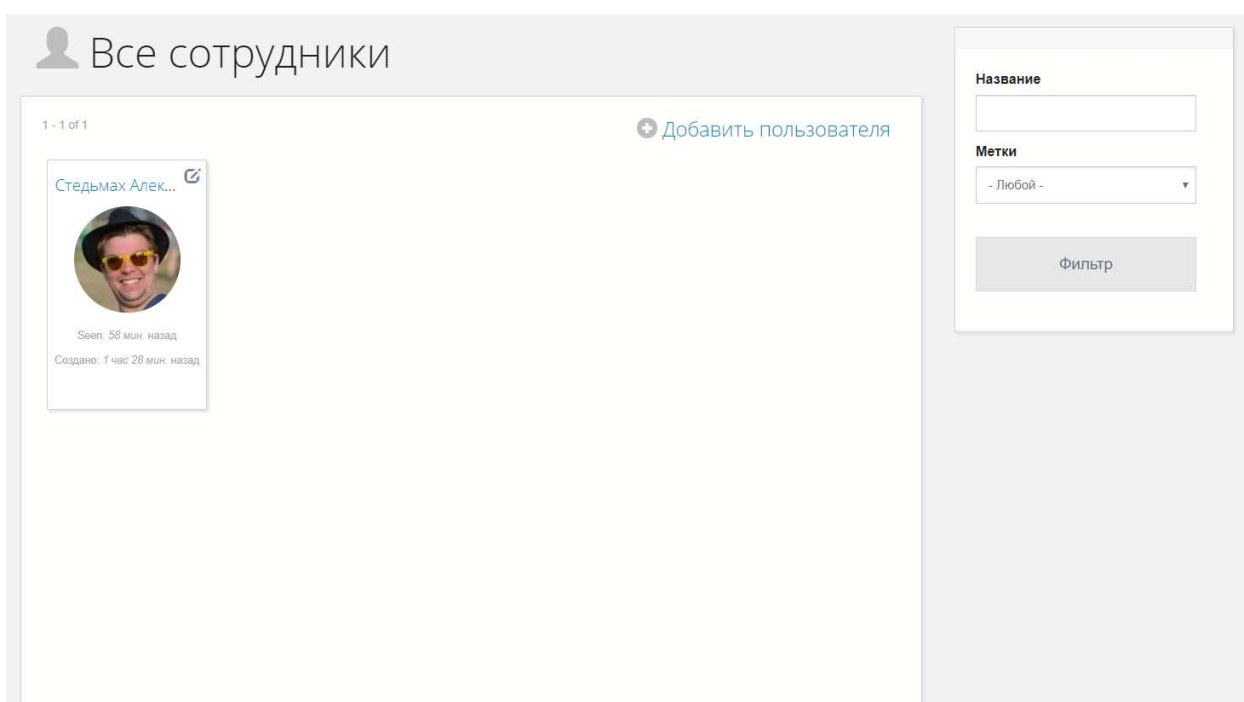 Все сотрудники
1 - 1 of 1
Добавить пользователя
Стедьмах Алек...
Seen: 58 мин. назад
Создано: 1 час 28 мин. назад
Название
Метки
- Любой -
Фильтр